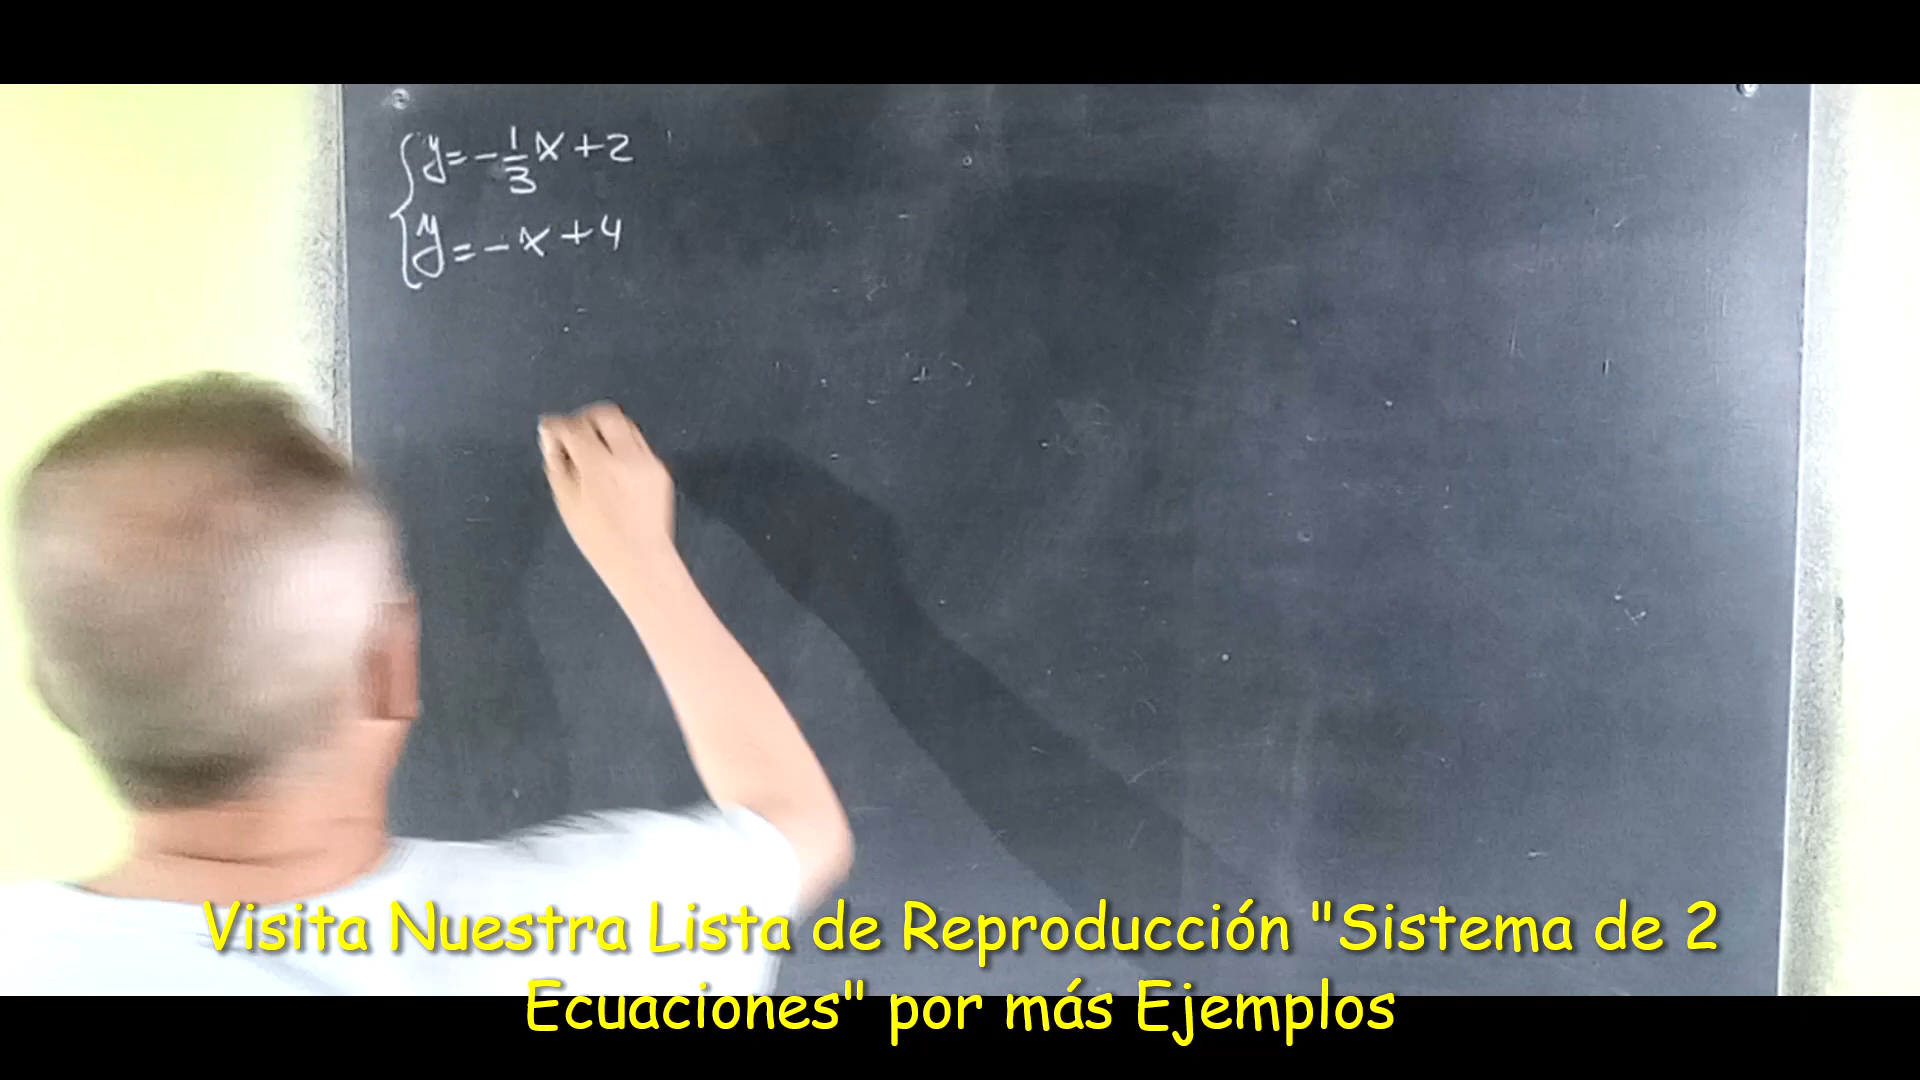 y = -1/3 x + 2
y = -x + 4
Visita Nuestra Lista de Reproducción "Sistema de 2
Ecuaciones" por más Ejemplos